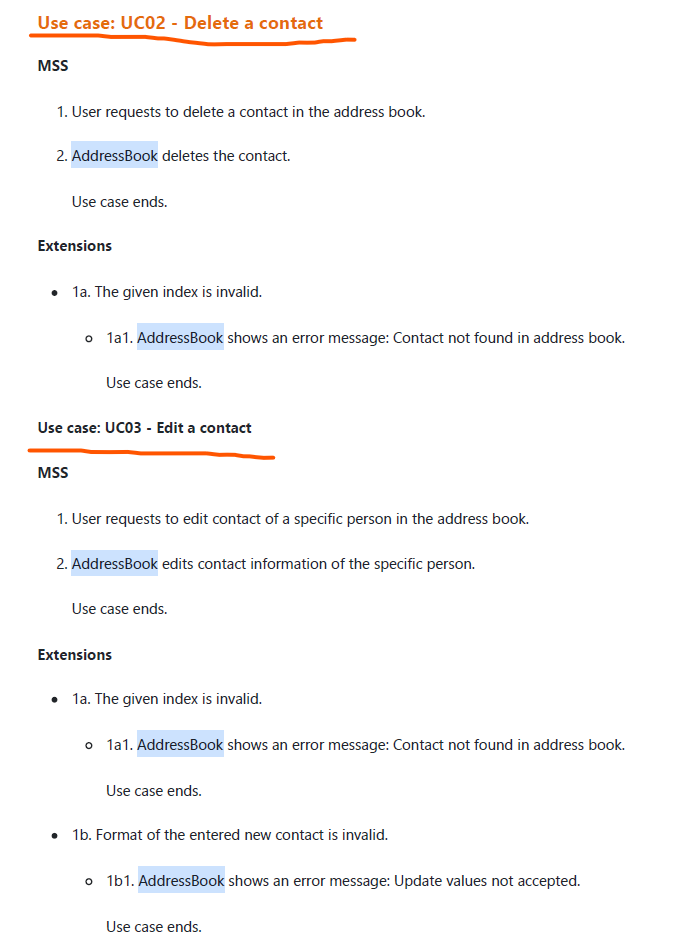 Use case: UC02 - Delete a contact
MSS
1. User requests to delete a contact in the address book.
2. AddressBook deletes the contact.
Use case ends.
Extensions
• 1a. The given index is invalid.
○ 1a1. AddressBook shows an error message: Contact not found in address book.
Use case ends.
Use case: UC03 - Edit a contact
MSS
1. User requests to edit contact of a specific person in the address book.
2. AddressBook edits contact information of the specific person.
Use case ends.
Extensions
• 1a. The given index is invalid.
○ 1a1. AddressBook shows an error message: Contact not found in address book.
Use case ends.
• 1b. Format of the entered new contact is invalid.
○ 1b1. AddressBook shows an error message: Update values not accepted.
Use case ends.